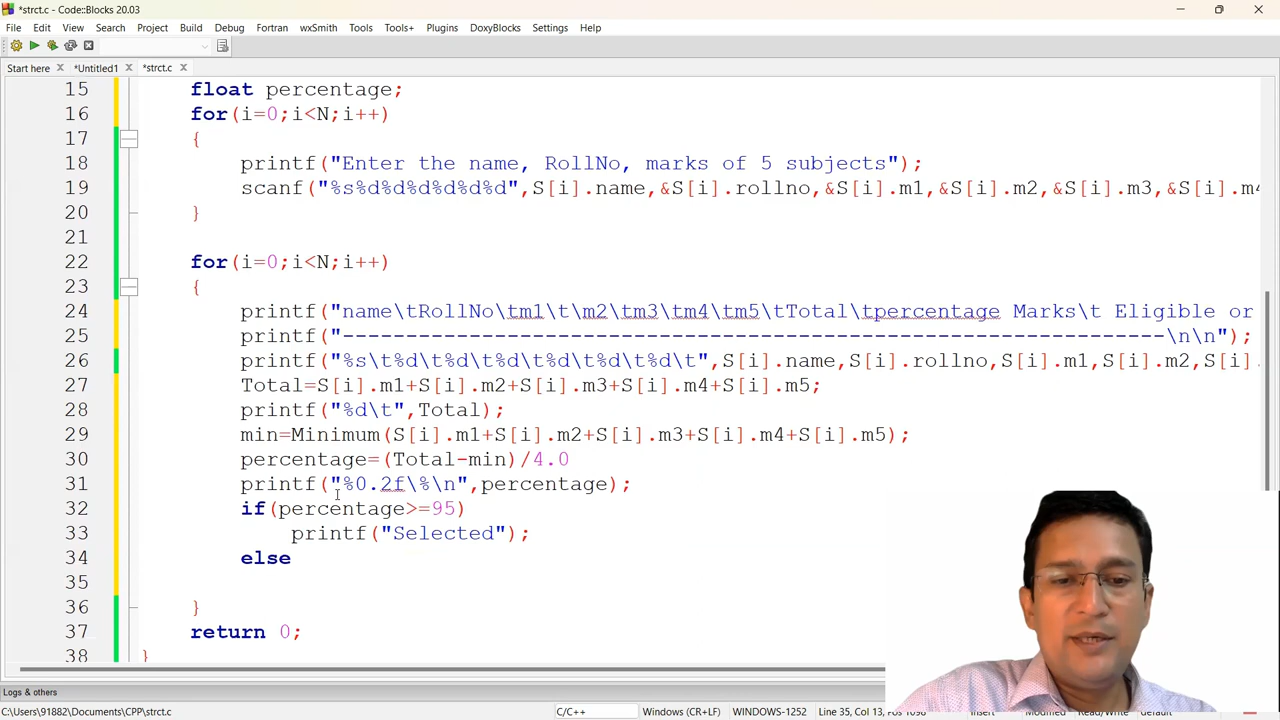 *strct.c - Code::Blocks 20.03
File Edit View Search Project Build Debug Fortran wxSmith Tools Tools+ Plugins DoxyBlocks Settings Help
Start here *Untitled1 *strct.c
15 float percentage;
16 for(i=0;i<N;i++)
17 {
18 printf("Enter the name, RollNo, marks of 5 subjects");
19 scanf("%s%d%d%d%d%d%d",S[i].name,&S[i].rollno,&S[i].m1,&S[i].m2,&S[i].m3,&S[i].m4
20 }
21
22 for(i=0;i<N;i++)
23 {
24 printf("name\tRollNo\tm1\t\m2\tm3\tm4\tm5\tTotal\tpercentage Marks\t Eligible or
25 printf("-----------------------------------------------------------------\n\n");
26 printf("%s\t%d\t%d\t%d\t%d\t%d\t%d\t",S[i].name,S[i].rollno,S[i].m1,S[i].m2,S[i].
27 Total=S[i].m1+S[i].m2+S[i].m3+S[i].m4+S[i].m5;
28 printf("%d\t",Total);
29 min=Minimum(S[i].m1+S[i].m2+S[i].m3+S[i].m4+S[i].m5);
30 percentage=(Total-min)/4.0
31 printf("%0.2f\%\n",percentage);
32 if(percentage>=95)
33 printf("Selected");
34 else
35
36 }
37 return 0;
38 }
Logs & others
C:\Users\91882\Documents\CPP\strct.c C/C++ Windows (CR+LF) WINDOWS-1252 Line 35, Col 13, Pos 1098 Insert Modified Read/Write default